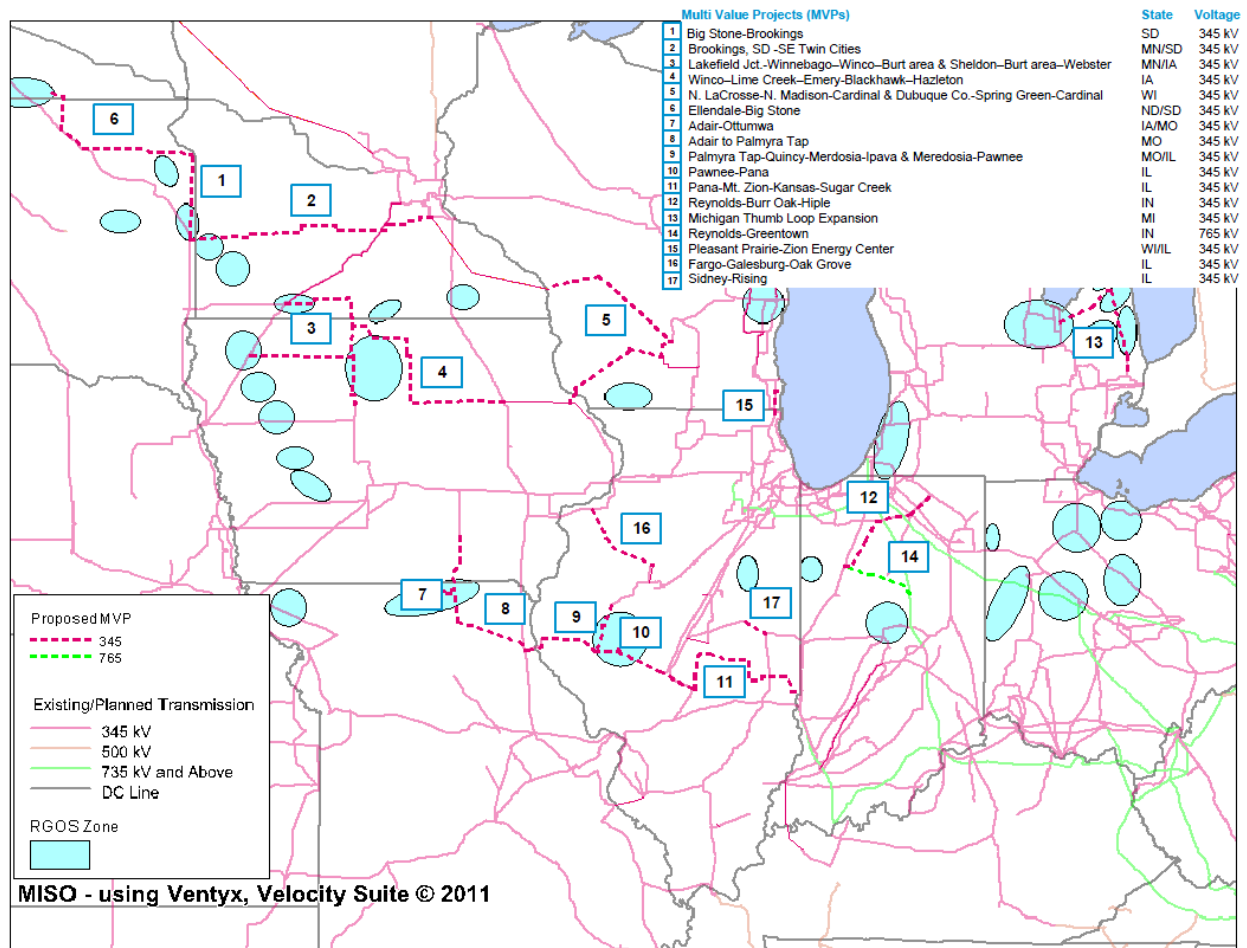 Multi Value Projects (MVPs) State Voltage
1 Big Stone-Brookings SD 345 kV
2 Brookings, SD -SE Twin Cities MN/SD 345 kV
3 Lakefield Jct.-Winnebago–Winco–Burt area & Sheldon–Burt area–Webster MN/IA 345 kV
4 Winco–Lime Creek–Emery-Blackhawk–Hazleton IA 345 kV
5 N. LaCrosse-N. Madison-Cardinal & Dubuque Co.-Spring Green-Cardinal WI 345 kV
6 Ellendale-Big Stone ND/SD 345 kV
7 Adair-Ottumwa IA/MO 345 kV
8 Adair to Palmyra Tap MO 345 kV
9 Palmyra Tap-Quincy-Merdosia-Ipava & Meredosia-Pawnee MO/IL 345 kV
10 Pawnee-Pana IL 345 kV
11 Pana-Mt. Zion-Kansas-Sugar Creek IL 345 kV
12 Reynolds-Burr Oak-Hiple IN 345 kV
13 Michigan Thumb Loop Expansion MI 345 kV
14 Reynolds-Greentown IN 765 kV
15 Pleasant Prairie-Zion Energy Center WI/IL 345 kV
16 Fargo-Galesburg-Oak Grove IL 345 kV
17 Sidney-Rising IL 345 kV
6
1
2
3
5
13
4
15
12
16
14
7
8
9
10
17
11
Proposed MVP
345
765
Existing/Planned Transmission
345 kV
500 kV
735 kV and Above
DC Line
RGOS Zone
MISO - using Ventyx, Velocity Suite © 2011